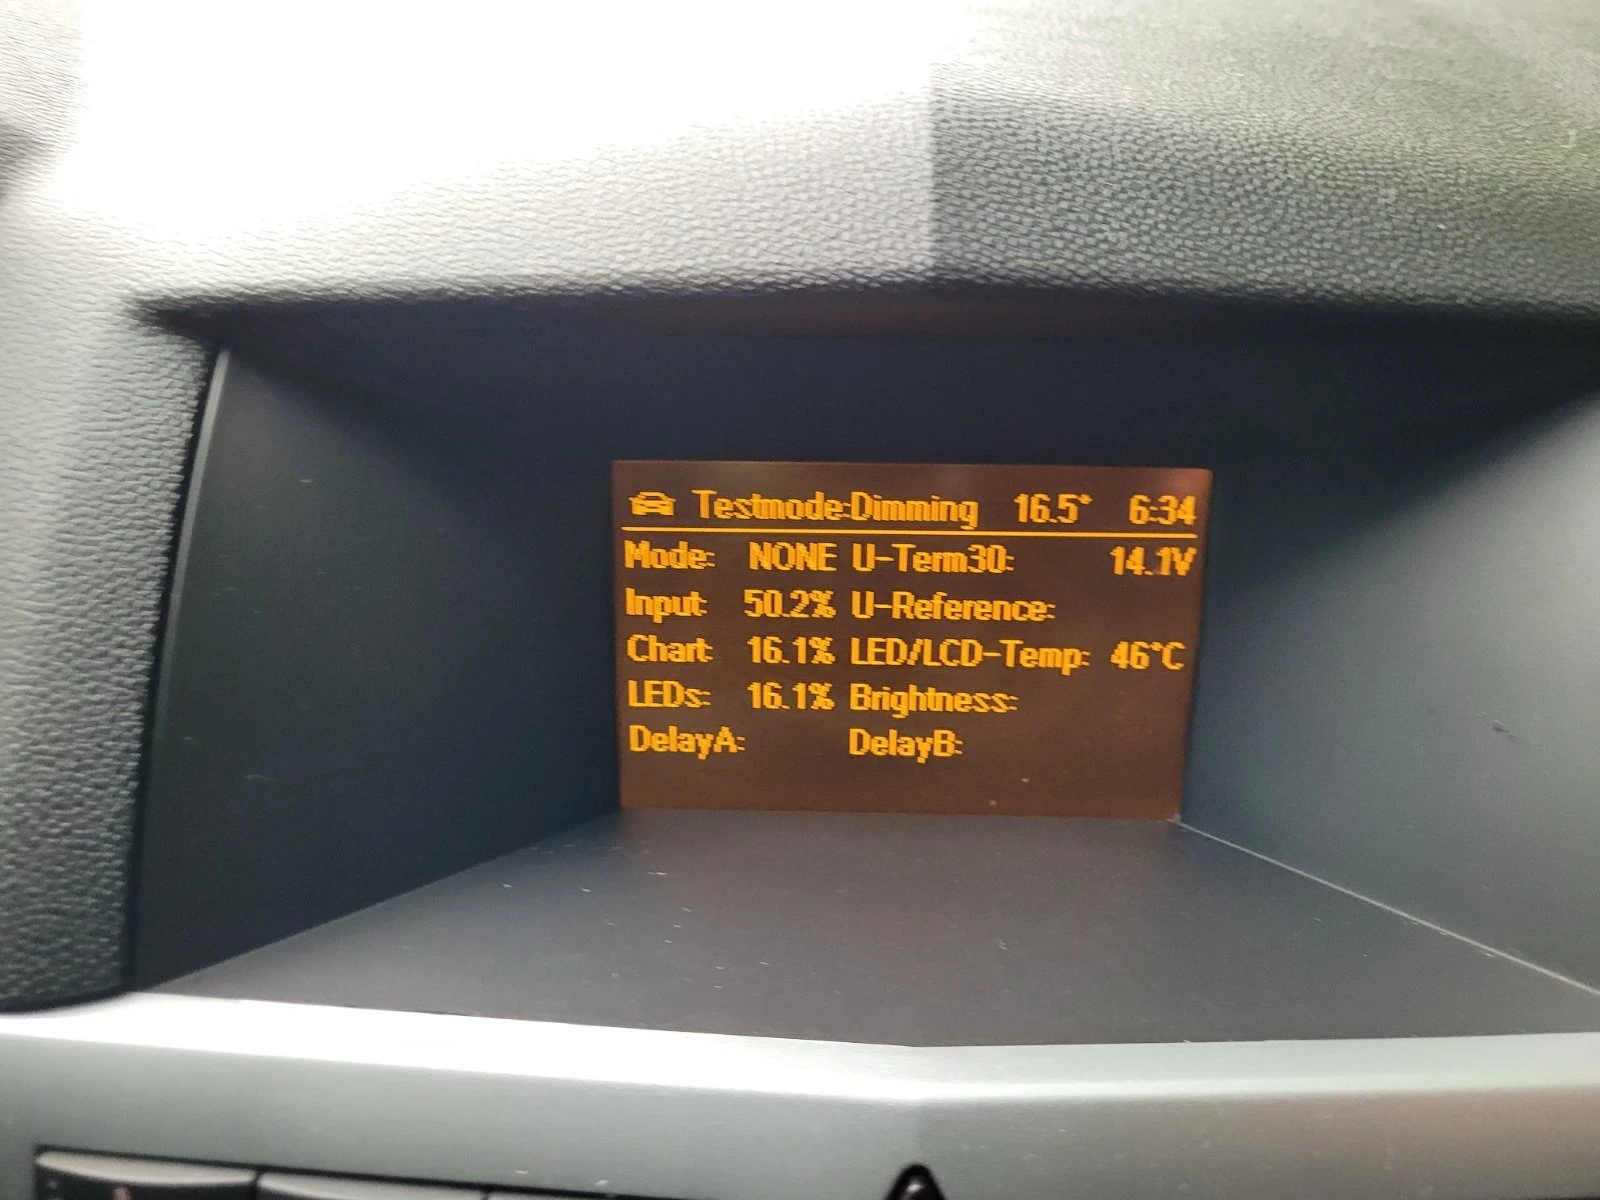 Testmode:Dimming 16.5° 6:34
Mode: NONE U-Term30: 14.1V
Input: 50.2% U-Reference:
Chart: 16.1% LED/LCD-Temp: 46°C
LEDs: 16.1% Brightness:
DelayA: DelayB: